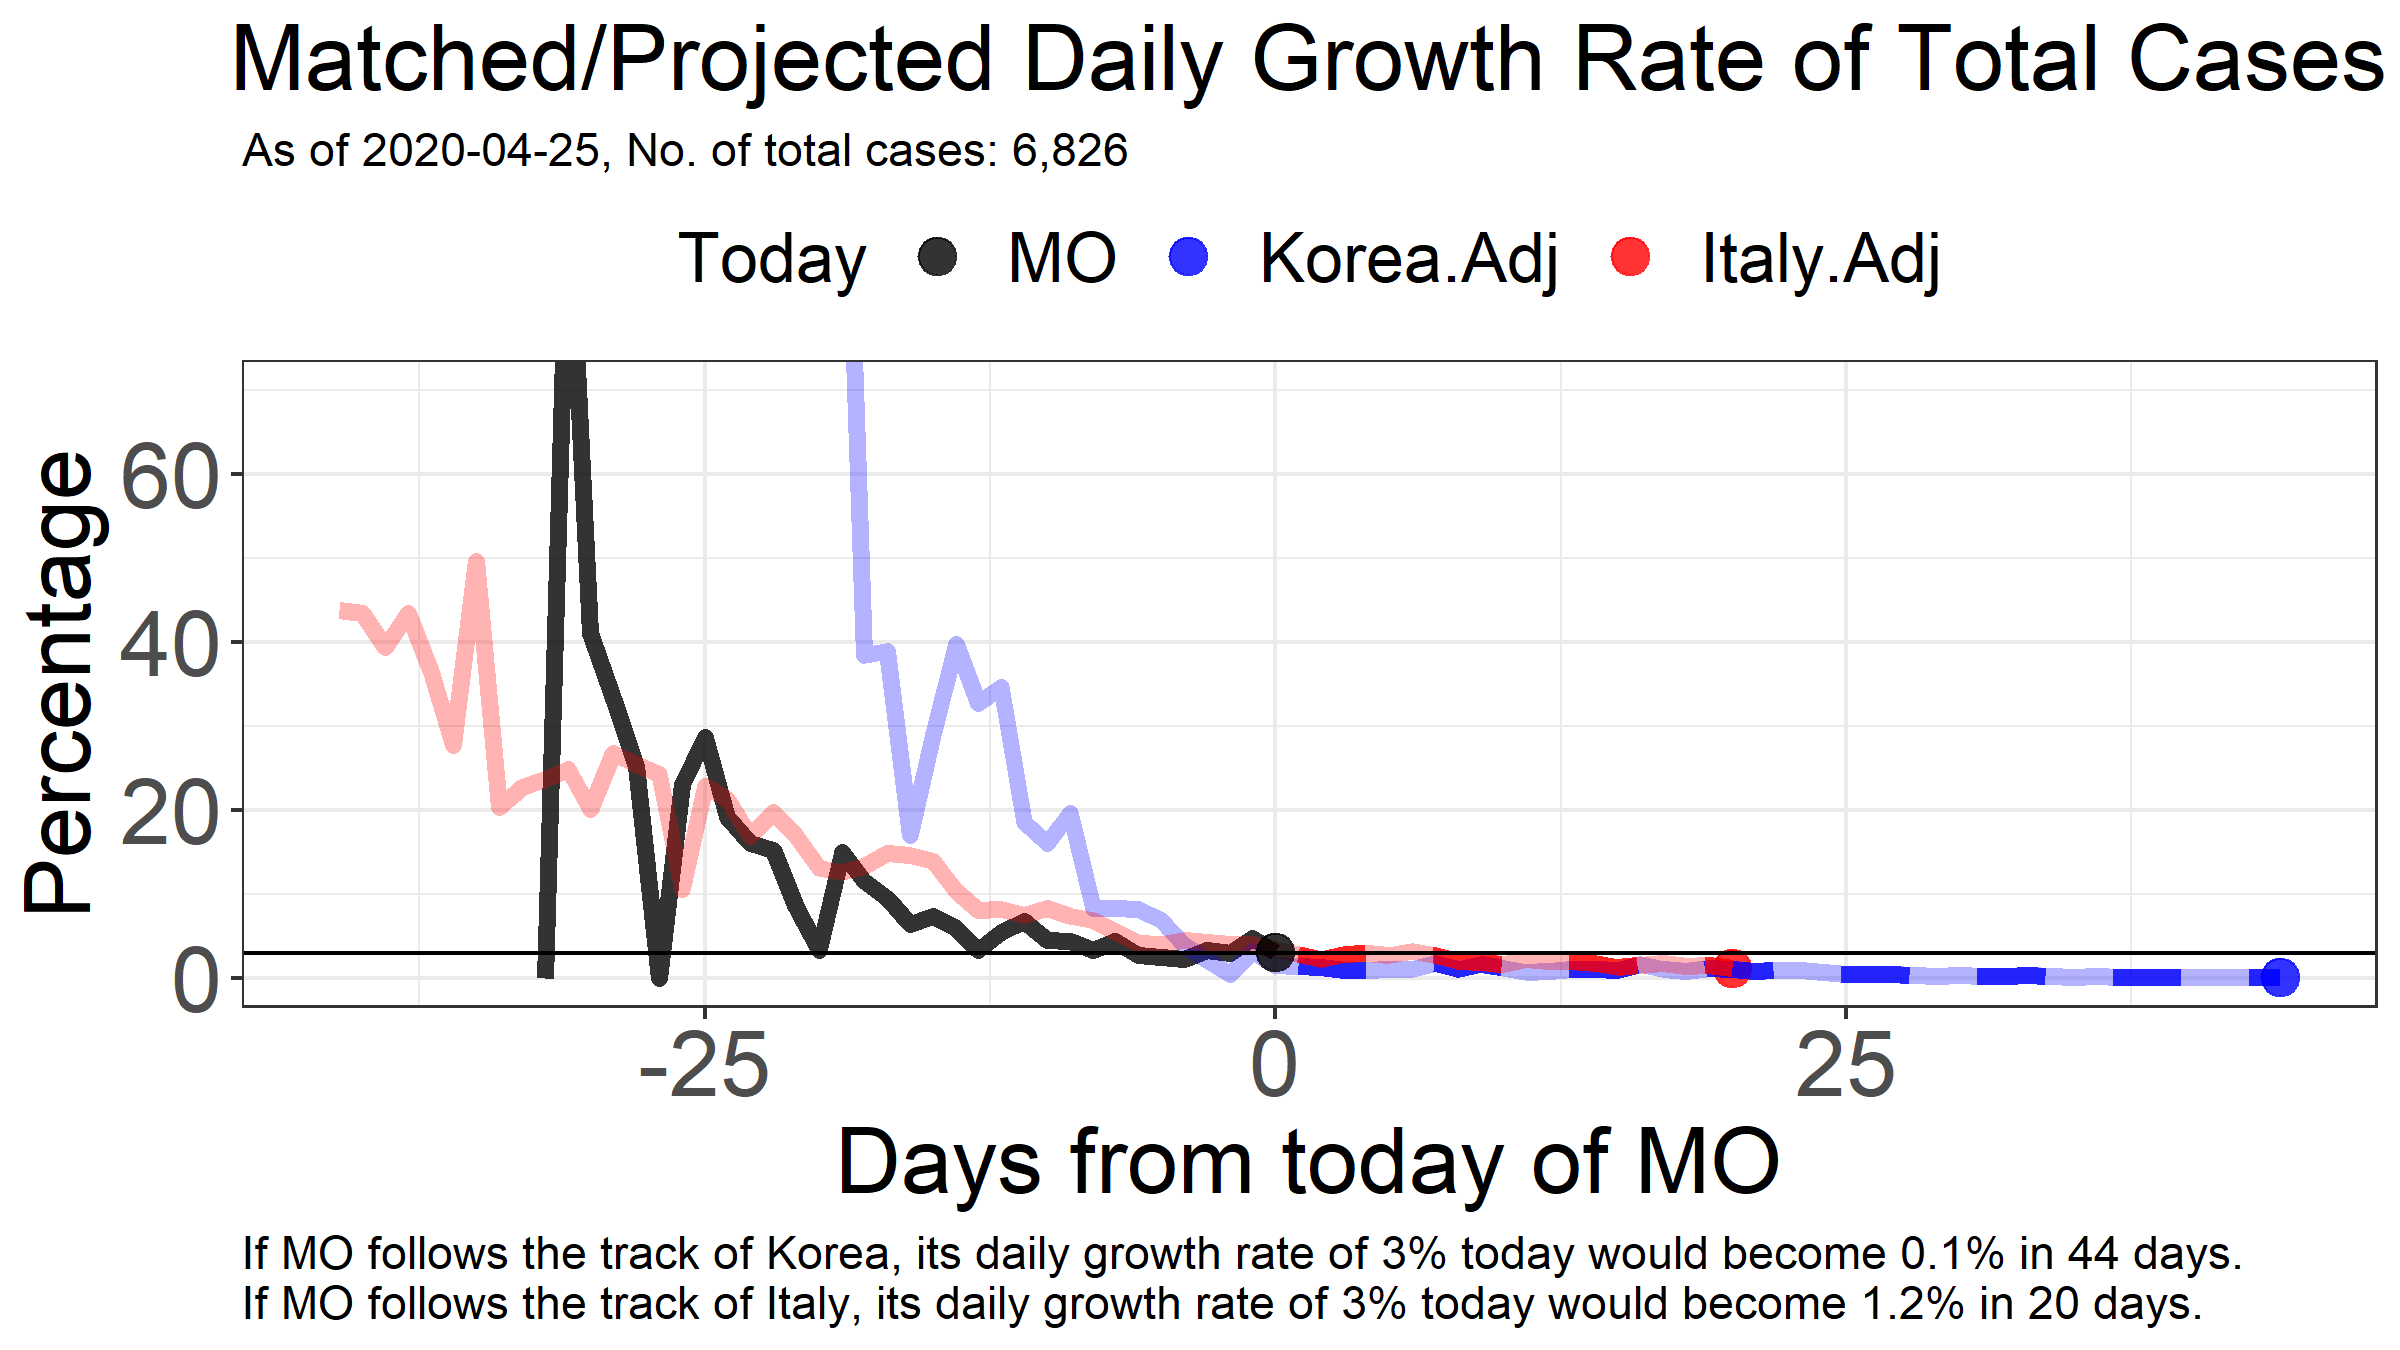 Matched/Projected Daily Growth Rate of Total Cases
As of 2020-04-25, No. of total cases: 6,826
Today MO Korea.Adj Italy.Adj
Percentage
60
40
20
0
-25 0 25
Days from today of MO
If MO follows the track of Korea, its daily growth rate of 3% today would become 0.1% in 44 days.
If MO follows the track of Italy, its daily growth rate of 3% today would become 1.2% in 20 days.